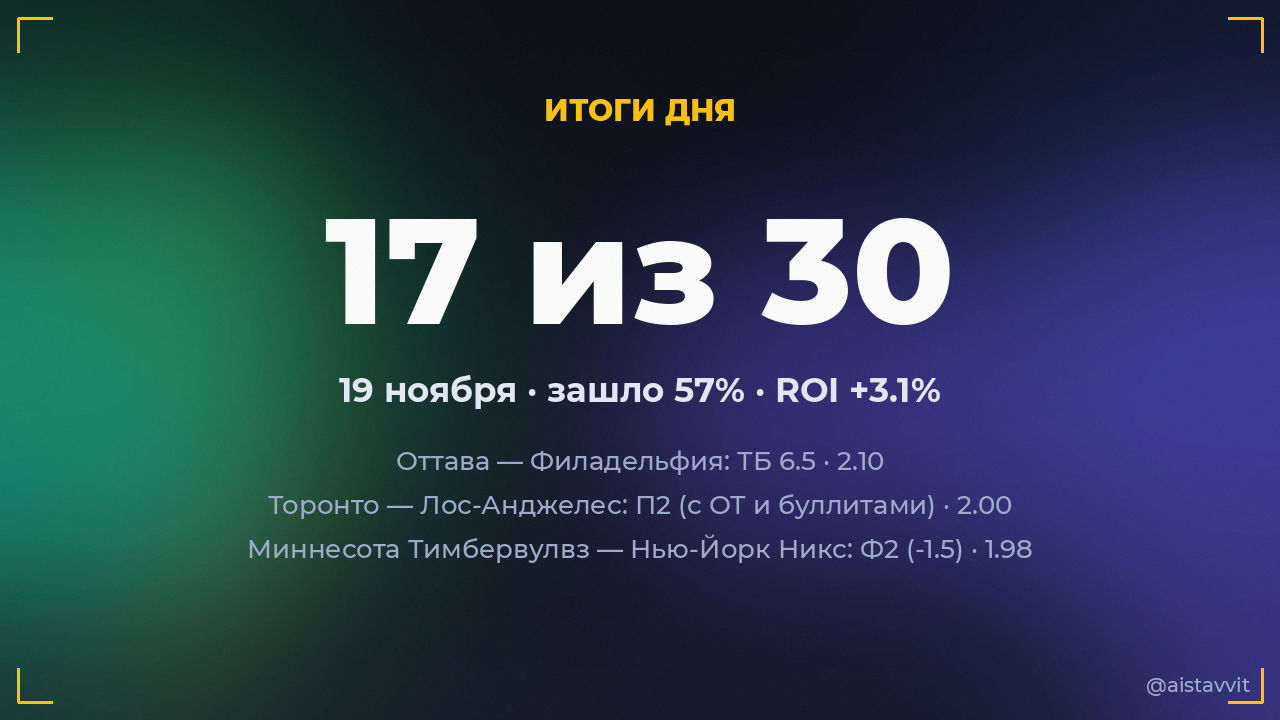 ИТОГИ ДНЯ
17 из 30
19 ноября · зашло 57% · ROI +3.1%
Оттава — Филадельфия: ТБ 6.5 · 2.10
Торонто — Лос-Анджелес: П2 (с ОТ и буллитами) · 2.00
Миннесота Тимбервулвз — Нью-Йорк Никс: Ф2 (-1.5) · 1.98
@aistavvit